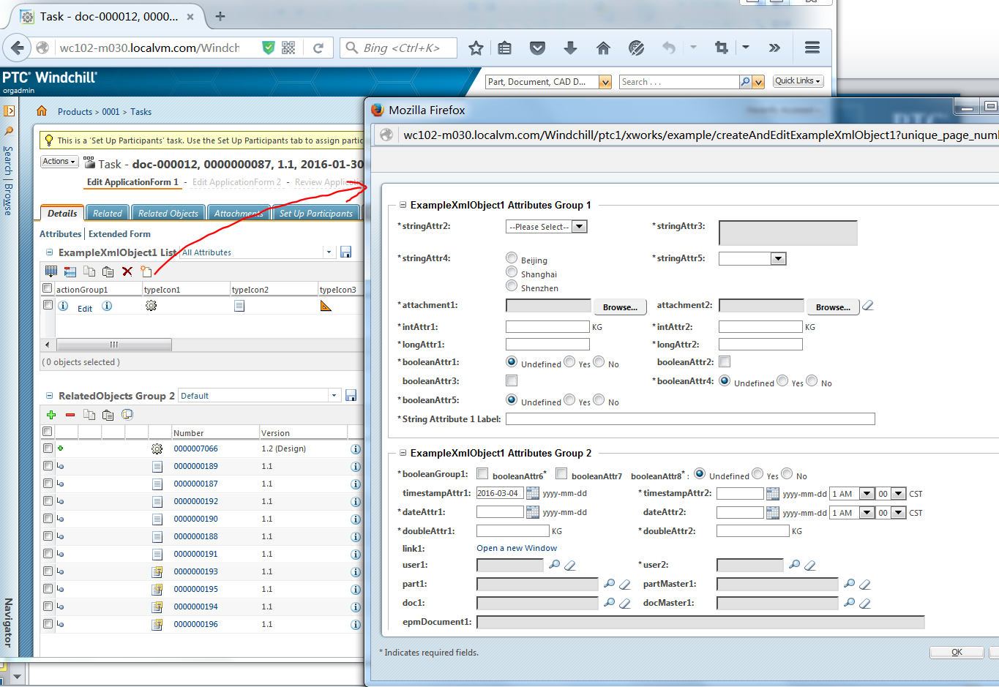 Task - doc-000012, 0000...
wc102-m030.localvm.com/Windch
Bing <Ctrl+K>
PTC® Windchill®
orgadmin
Part, Document, CAD D...
Search . . .
Quick Links
Products > 0001 > Tasks
Search
Browse
Navigator
This is a 'Set Up Participants' task. Use the Set Up Participants tab to assign partic
Actions
Task - doc-000012, 0000000087, 1.1, 2016-01-30
Edit ApplicationForm 1 - Edit ApplicationForm 2 - Review Applicatio
Details
Related
Related Objects
Attachments
Set Up Participants
Attributes
Extended Form
ExampleXmlObject1 List
All Attributes
actionGroup1 typeIcon1 typeIcon2 typeIcon3
Edit
( 0 objects selected )
RelatedObjects Group 2
Default
Number Version
0000007066 1.2 (Design)
0000000189 1.1
0000000187 1.1
0000000192 1.1
0000000190 1.1
0000000188 1.1
0000000191 1.1
0000000193 1.1
0000000195 1.1
0000000194 1.1
0000000196 1.1
Mozilla Firefox
wc102-m030.localvm.com/Windchill/ptc1/xworks/example/createAndEditExampleXmlObject1?unique_page_num
ExampleXmlObject1 Attributes Group 1
*stringAttr2: --Please Select-- *stringAttr3:
*stringAttr4: Beijing *stringAttr5:
Shanghai
Shenzhen
*attachment1: Browse... attachment2: Browse...
*intAttr1: KG *intAttr2: KG
*longAttr1: *longAttr2:
*booleanAttr1: Undefined Yes No booleanAttr2:
booleanAttr3: *booleanAttr4: Undefined Yes No
*booleanAttr5: Undefined Yes No
*String Attribute 1 Label:
ExampleXmlObject1 Attributes Group 2
*booleanGroup1: booleanAttr6* booleanAttr7 booleanAttr8* : Undefined Yes No
timestampAttr1: 2016-03-04 yyyy-mm-dd *timestampAttr2: yyyy-mm-dd 1 AM 00 CST
*dateAttr1: yyyy-mm-dd dateAttr2: yyyy-mm-dd 1 AM 00 CST
*doubleAttr1: KG *doubleAttr2: KG
link1: Open a new Window
user1: *user2:
part1: partMaster1:
doc1: docMaster1:
epmDocument1:
* Indicates required fields.
OK